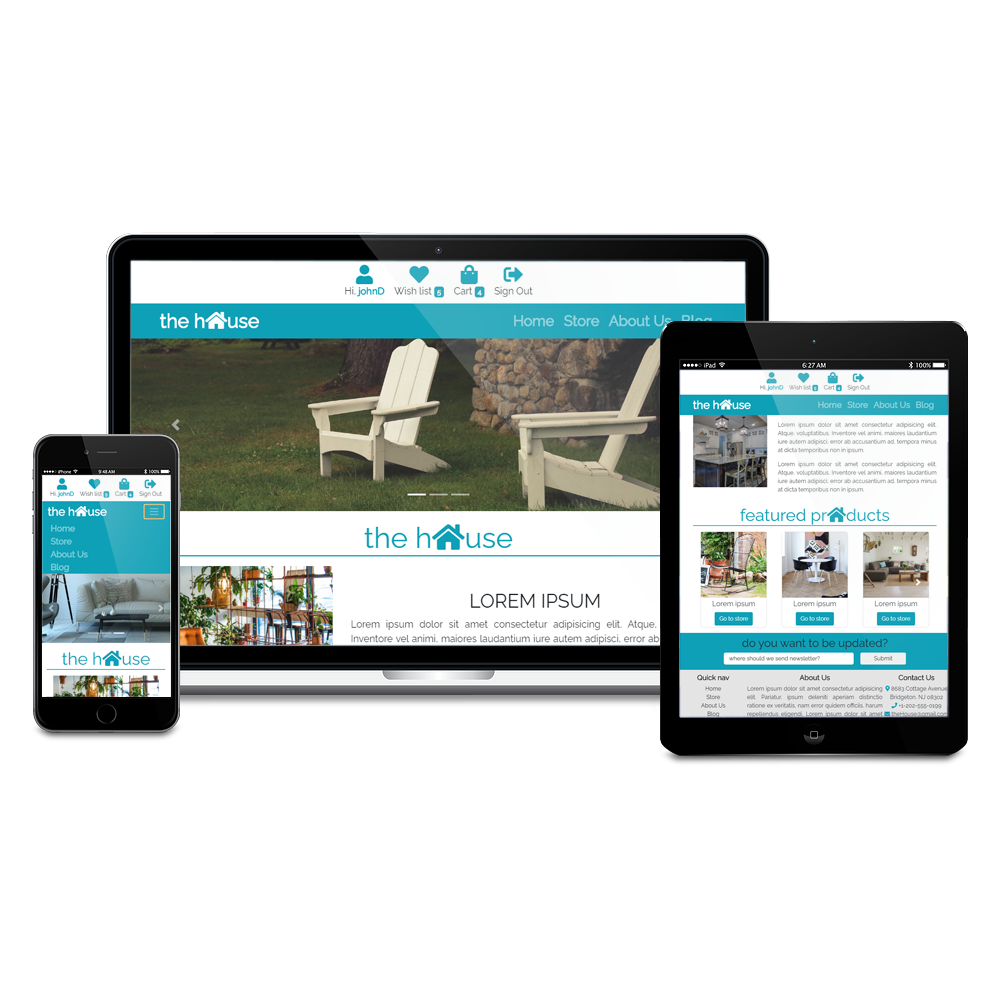 Hi, johnD Wish list 5 Cart 4 Sign Out
the h use
Home Store About Us Blog
the h use
LOREM IPSUM
Lorem ipsum dolor sit amet consectetur adipisicing elit. Atque,
Inventore vel animi, maiores laudantium iure autem adipisci, error ab
iPhone 9:48 AM 100%
Hi, johnD Wish list 5 Cart 4 Sign Out
the h use
Home
Store
About Us
Blog
the h use
iPad 6:27 AM 100%
Hi, johnD Wish list 5 Cart 4 Sign Out
the h use
Home Store About Us Blog
Lorem ipsum dolor sit amet consectetur adipisicing elit.
Atque, voluptatibus. Inventore vel animi, maiores laudantium
iure autem adipisci, error ab accusantium ad, tempora minus
at dicta temporibus non ipsum.
Lorem ipsum dolor sit amet consectetur adipisicing elit.
Atque, voluptatibus. Inventore vel animi, maiores laudantium
iure autem adipisci, error ab accusantium ad, tempora minus
at dicta temporibus non ipsum.
featured pr ducts
Lorem ipsum Lorem ipsum Lorem ipsum
Go to store Go to store Go to store
do you want to be updated?
where should we send newsletter? Submit
Quick nav
Home
Store
About Us
Blog
About Us
Lorem ipsum dolor sit amet consectetur adipisicing
elit. Pariatur, ipsum deleniti aperiam distinctio
ratione ex veritatis, nam error quidem officiis, harum
repellendus eligendi. Lorem ipsum dolor, sit amet
Contact Us
8683 Cottage Avenue
Bridgeton, NJ 08302
+1-202-555-0199
theHouse@gmail.com